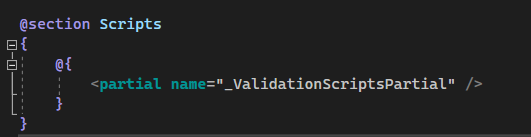 @section Scripts
{
    @{
        <partial name="_ValidationScriptsPartial" />
    }
}